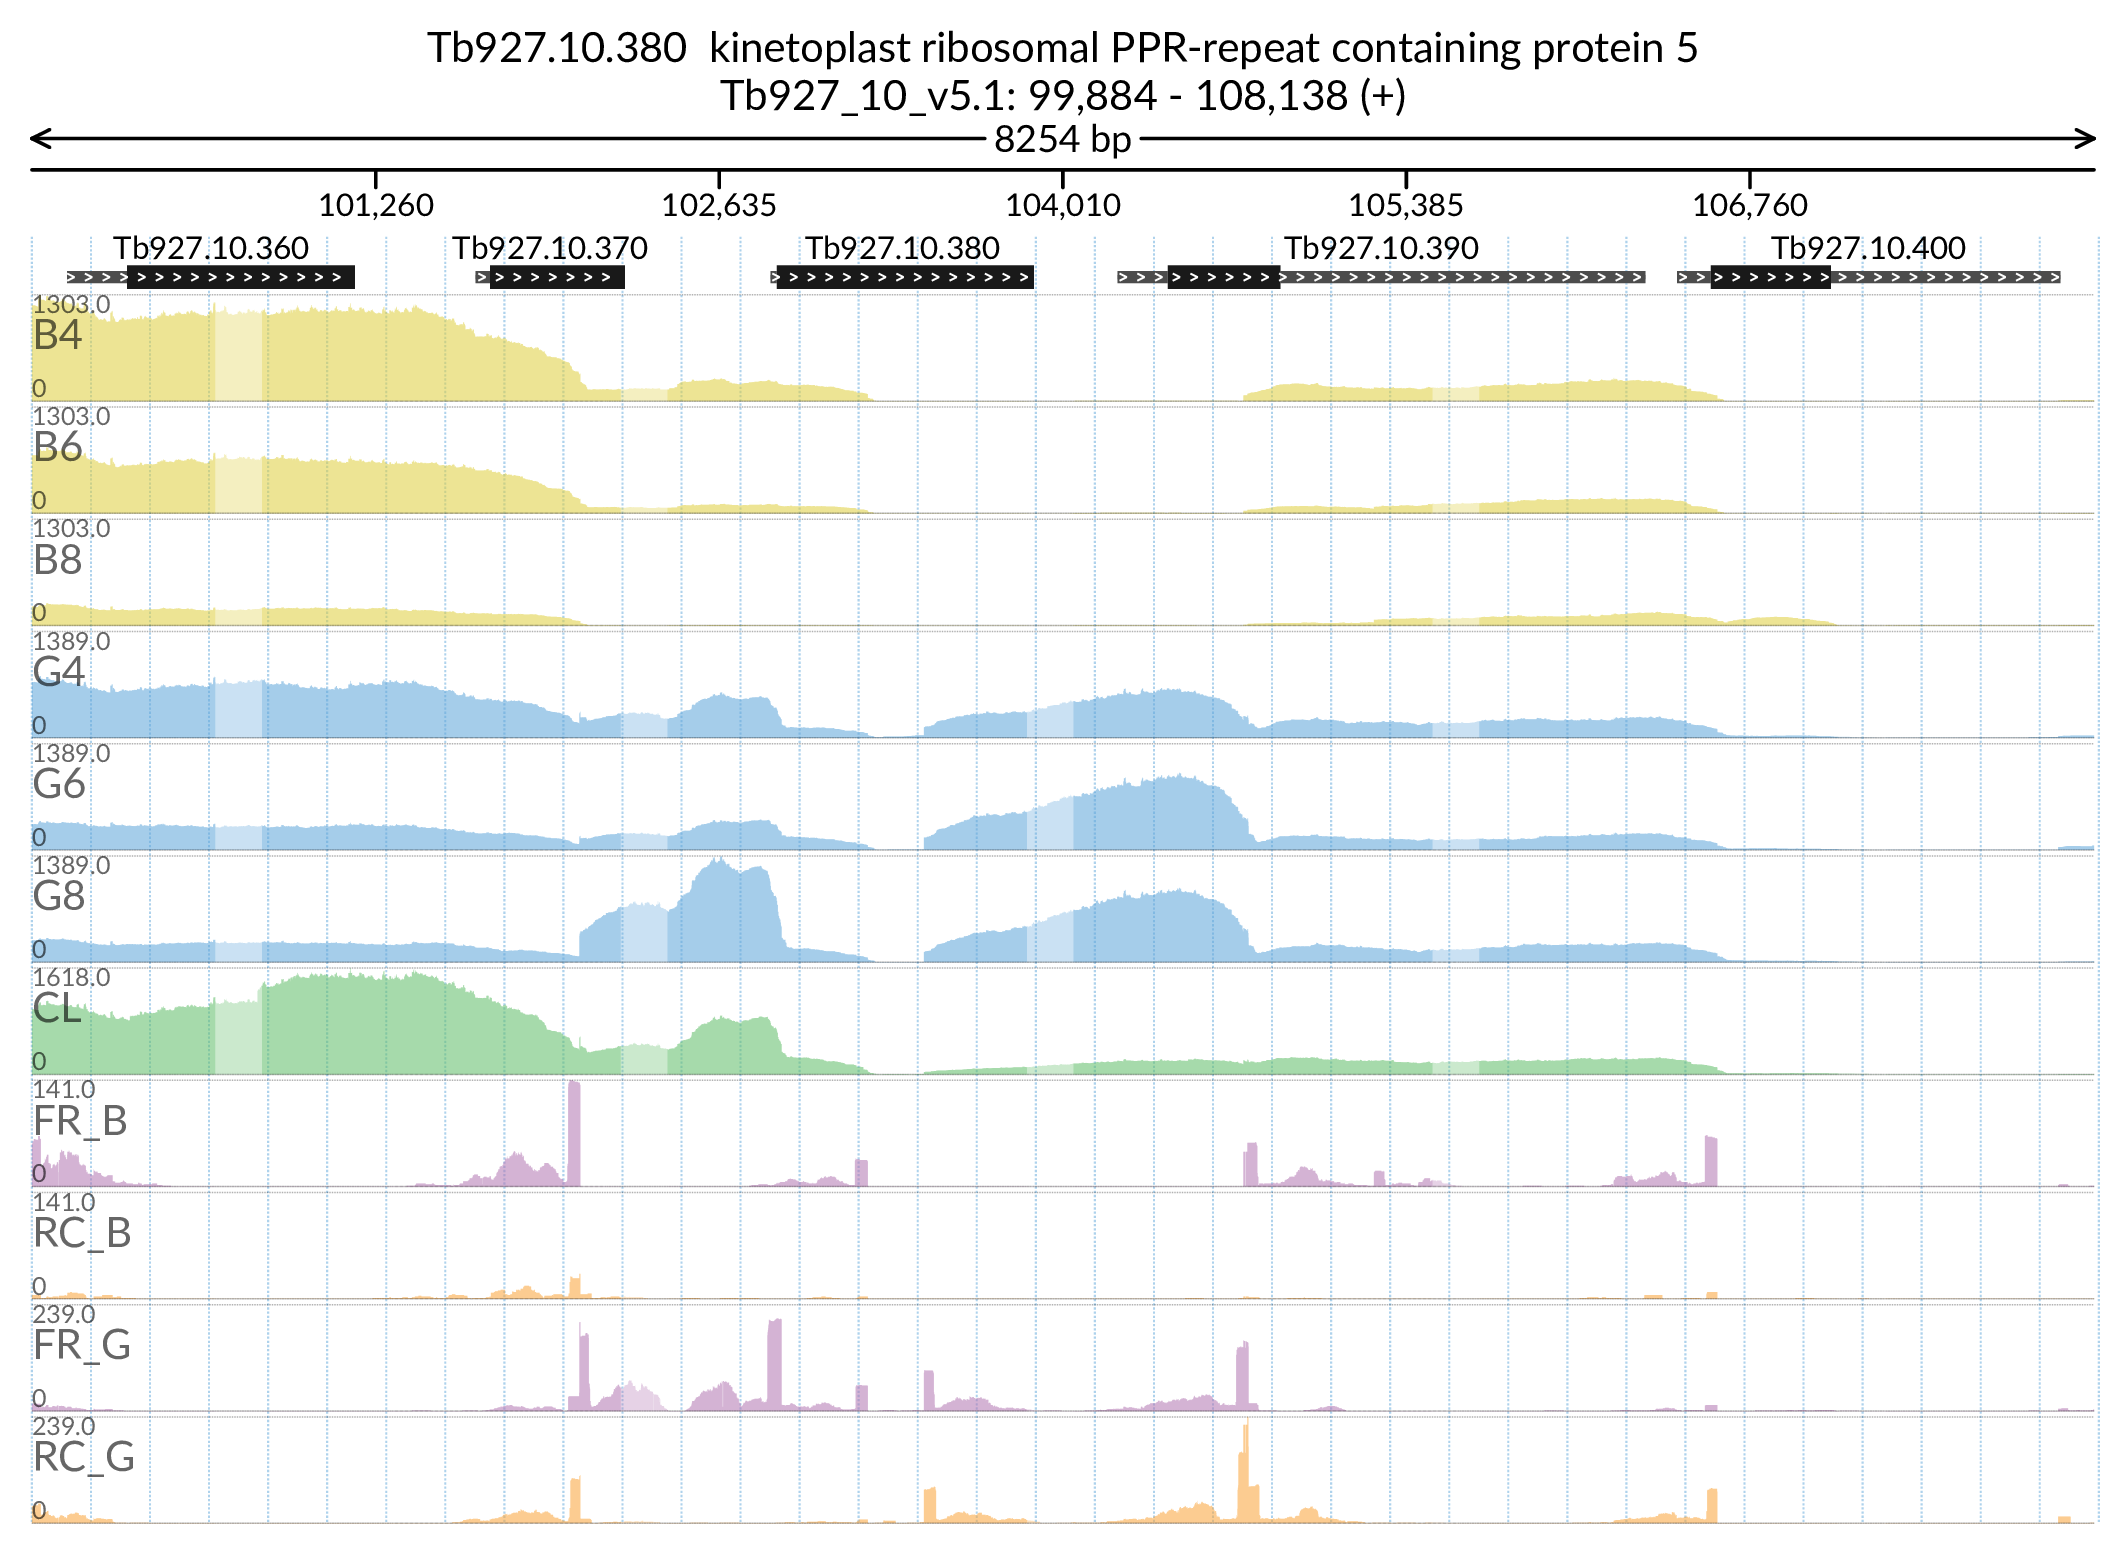 Tb927.10.380  kinetoplast ribosomal PPR-repeat containing protein 5
Tb927_10_v5.1: 99,884 - 108,138 (+)
8254 bp
101,260 102,635 104,010 105,385 106,760
Tb927.10.360 Tb927.10.370 Tb927.10.380 Tb927.10.390 Tb927.10.400
1303.0
B4
0
1303.0
B6
0
1303.0
B8
0
1389.0
G4
0
1389.0
G6
0
1389.0
G8
0
1618.0
CL
0
141.0
FR_B
0
141.0
RC_B
0
239.0
FR_G
0
239.0
RC_G
0